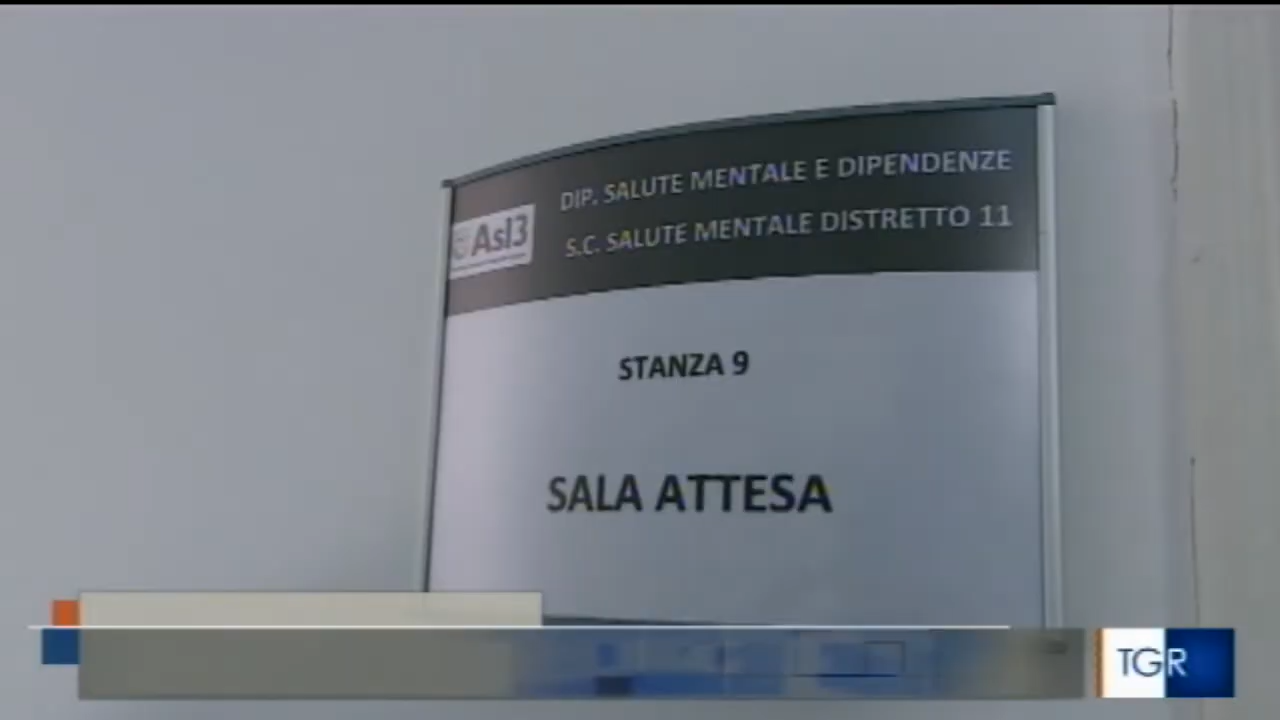 DIP. SALUTE MENTALE E DIPENDENZE
Asl3
S.C. SALUTE MENTALE DISTRETTO 11
STANZA 9
SALA ATTESA
TGR